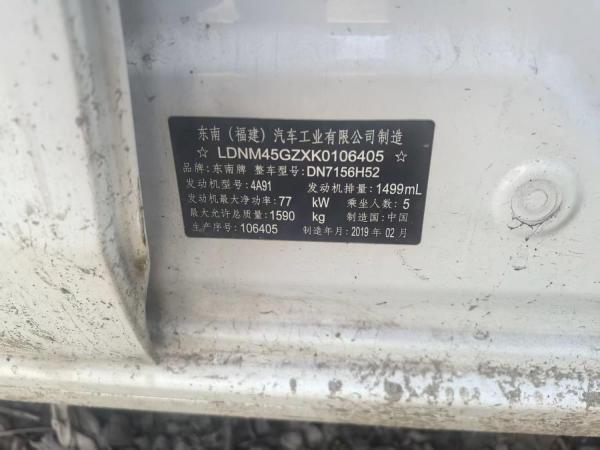 东南（福建）汽车工业有限公司制造
☆ LDNM45GZXK0106405 ☆
品牌：东南牌 整车型号：DN7156H52
发动机型号：4A91 发动机排量：1499mL
发动机最大净功率：77 kW 乘坐人数：5
最大允许总质量：1590 kg 制造国：中国
生产序号：106405 制造年月：2019 年 02 月